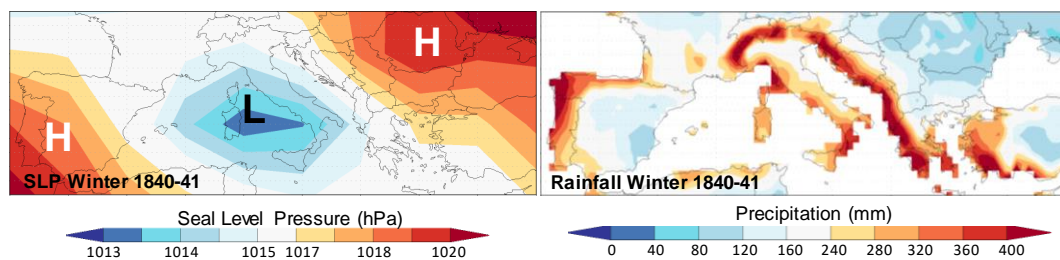 H
L
H
SLP Winter 1840-41
Rainfall Winter 1840-41
Seal Level Pressure (hPa)
1013 1014 1015 1017 1018 1020
Precipitation (mm)
0 40 80 120 160 240 280 320 360 400